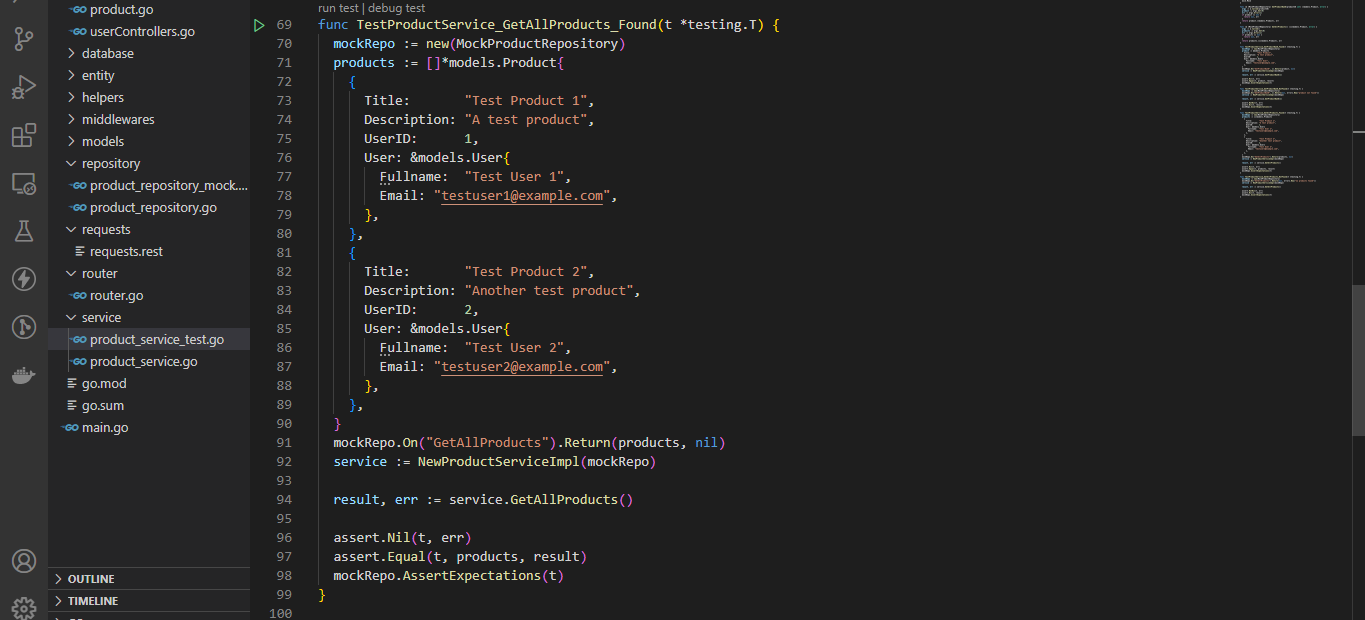 product.go
userControllers.go
database
entity
helpers
middlewares
models
repository
product_repository_mock....
product_repository.go
requests
requests.rest
router
router.go
service
product_service_test.go
product_service.go
go.mod
go.sum
main.go
OUTLINE
TIMELINE
run test | debug test
69 func TestProductService_GetAllProducts_Found(t *testing.T) {
70 mockRepo := new(MockProductRepository)
71 products := []*models.Product{
72 {
73 Title: "Test Product 1",
74 Description: "A test product",
75 UserID: 1,
76 User: &models.User{
77 Fullname: "Test User 1",
78 Email: "testuser1@example.com",
79 },
80 },
81 {
82 Title: "Test Product 2",
83 Description: "Another test product",
84 UserID: 2,
85 User: &models.User{
86 Fullname: "Test User 2",
87 Email: "testuser2@example.com",
88 },
89 },
90 }
91 mockRepo.On("GetAllProducts").Return(products, nil)
92 service := NewProductServiceImpl(mockRepo)
93
94 result, err := service.GetAllProducts()
95
96 assert.Nil(t, err)
97 assert.Equal(t, products, result)
98 mockRepo.AssertExpectations(t)
99 }
100